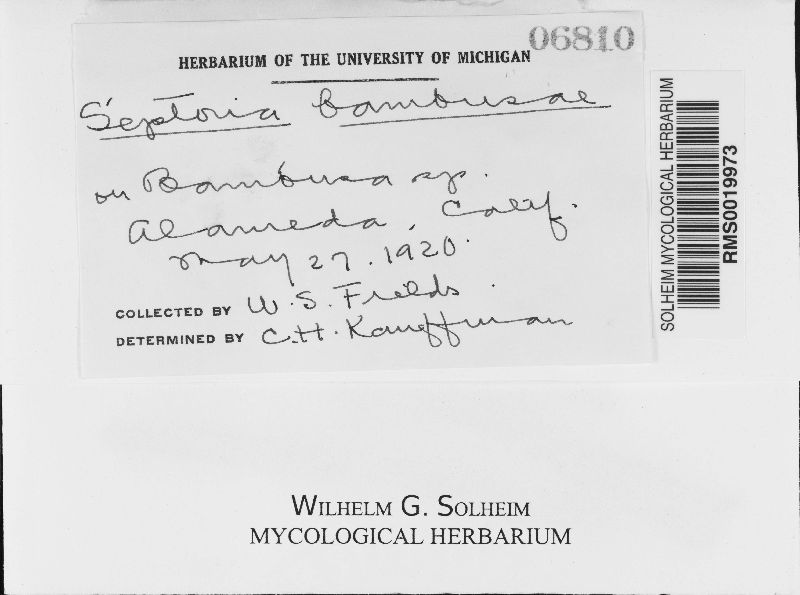 06810
HERBARIUM OF THE UNIVERSITY OF MICHIGAN
Septoria bambusae
on Bambusa sp.
Alameda, Calif.
May 27. 1920.
COLLECTED BY W. S. Fields
DETERMINED BY C. H. Kauffman
SOLHEIM MYCOLOGICAL HERBARIUM
RMS0019973
WILHELM G. SOLHEIM
MYCOLOGICAL HERBARIUM